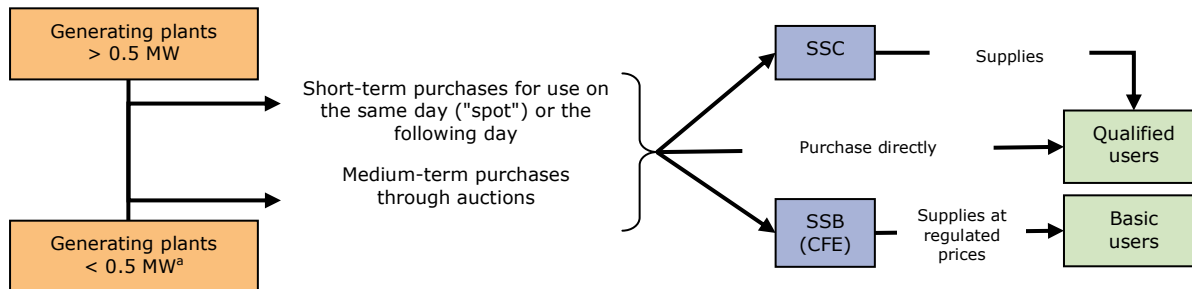 Generating plants
> 0.5 MW
Short-term purchases for use on
the same day ("spot") or the
following day
Medium-term purchases
through auctions
Generating plants
< 0.5 MWᵃ
SSC
Supplies
Purchase directly
Qualified
users
SSB
(CFE)
Supplies at
regulated
prices
Basic
users